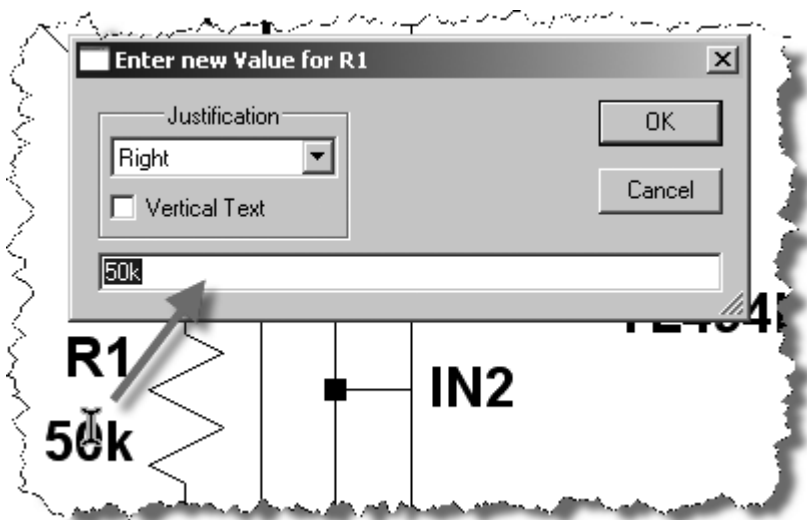 Enter new Value for R1
Justification
Right
Vertical Text
OK
Cancel
50k
R1
50k
IN2